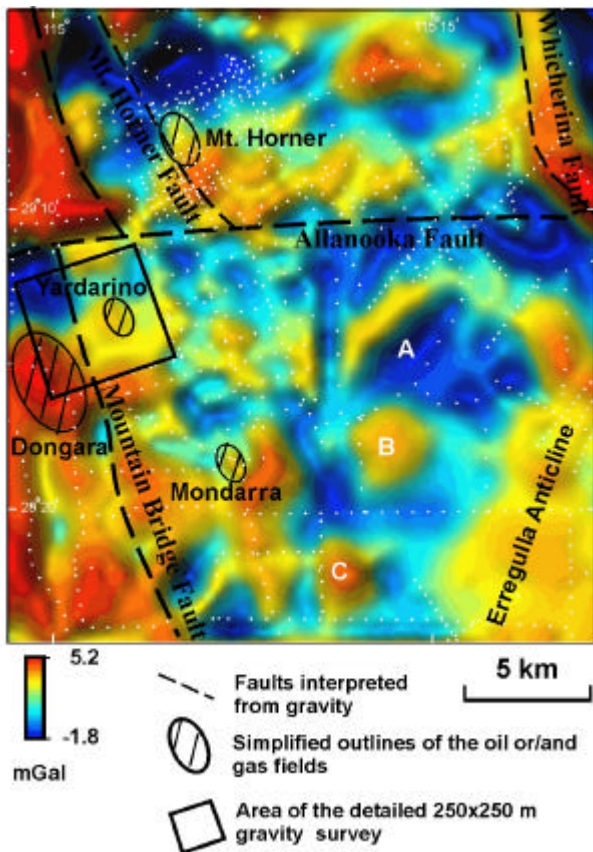 115°
115°15'
Mt. Horner Fault
Whicherina Fault
Mt. Horner
29°10'
Allanooka Fault
Yardarino
A
Dongara
Mountain Bridge Fault
B
Mondarra
29°20'
Erregulla Anticline
C
5.2
-1.8
mGal
Faults interpreted
from gravity
5 km
Simplified outlines of the oil or/and
gas fields
Area of the detailed 250x250 m
gravity survey